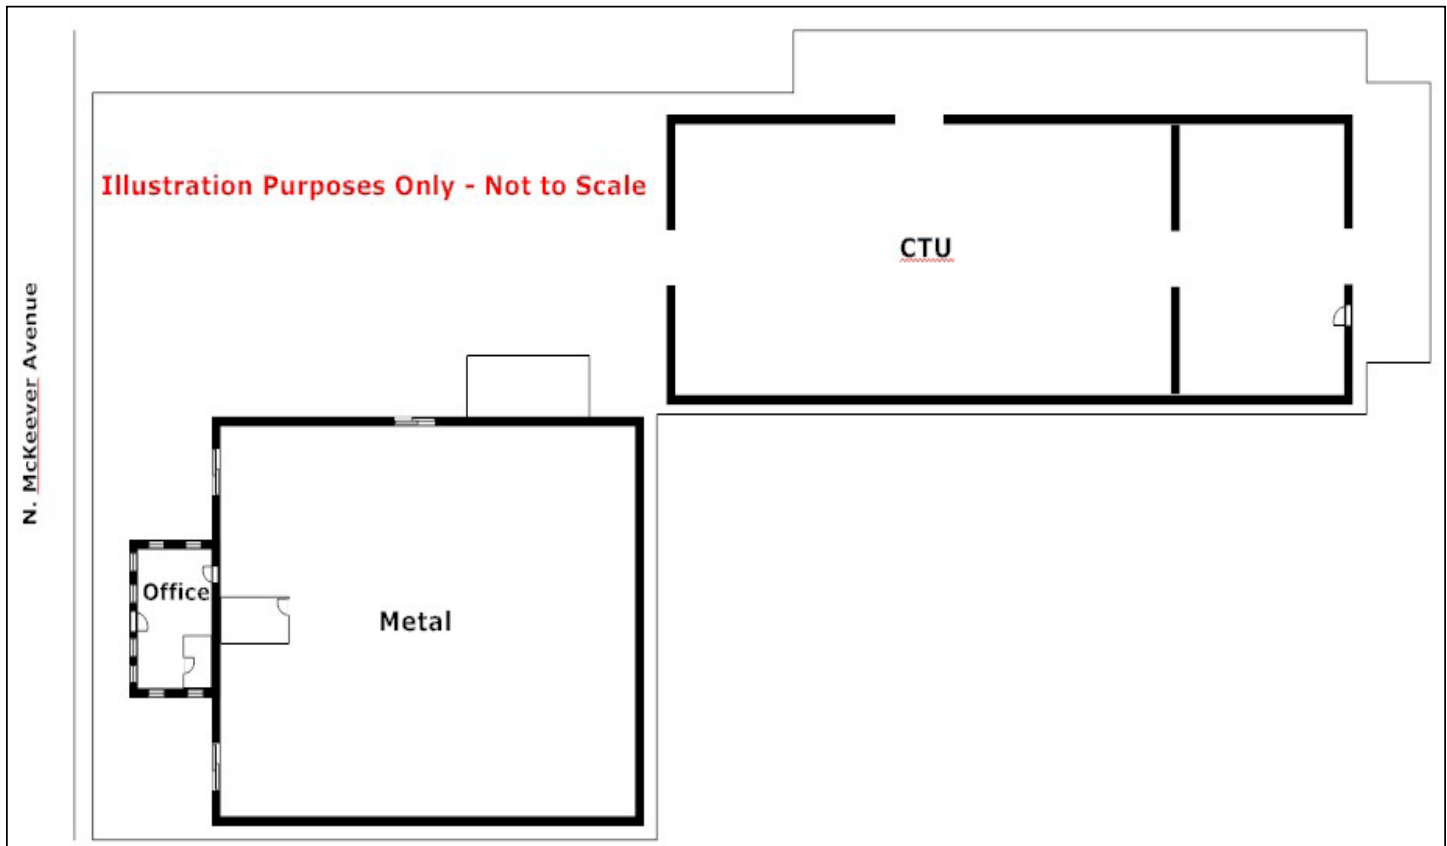 Illustration Purposes Only - Not to Scale
CTU
N. McKeever Avenue
Office
Metal